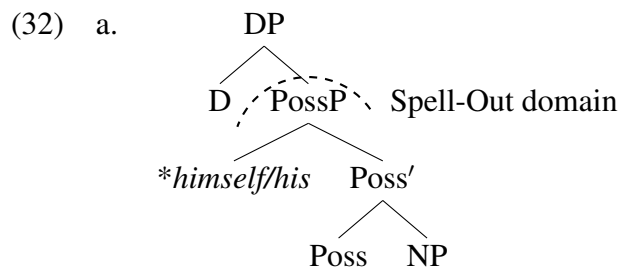 (32) a. DP
D PossP Spell-Out domain
*himself/his Poss′
Poss NP